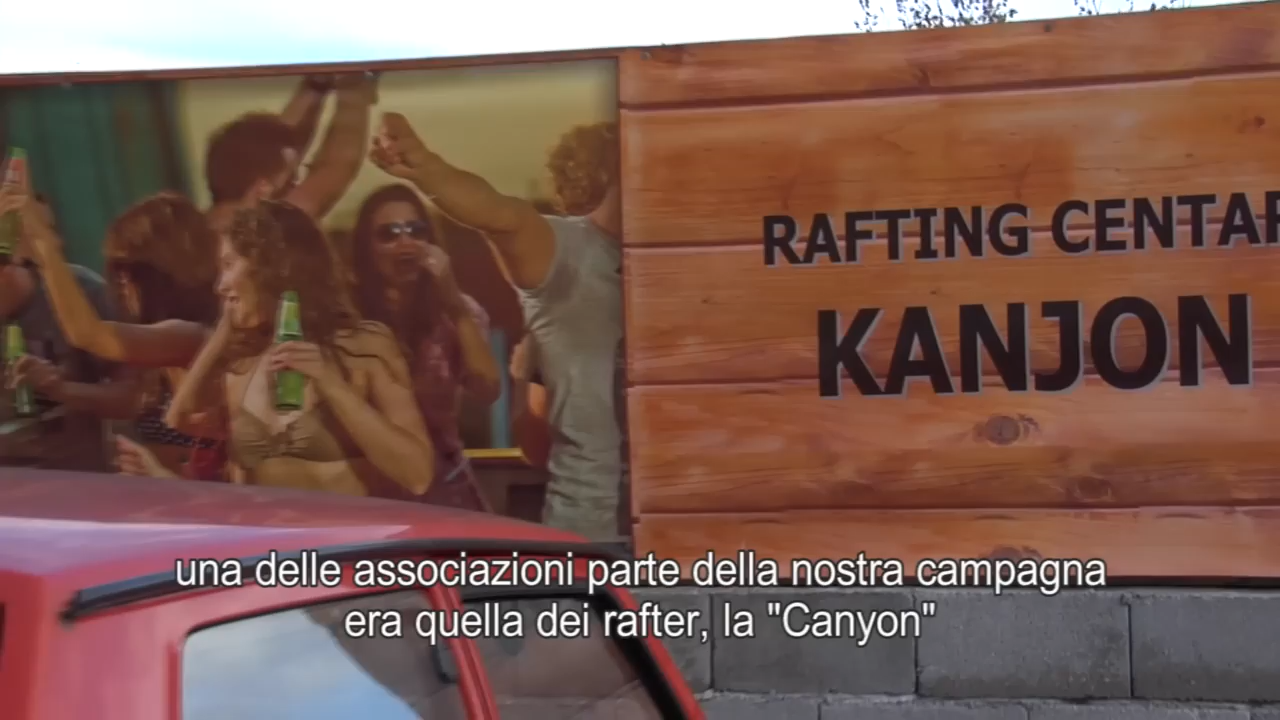 RAFTING CENTAR
KANJON
una delle associazioni parte della nostra campagna
era quella dei rafter, la "Canyon"